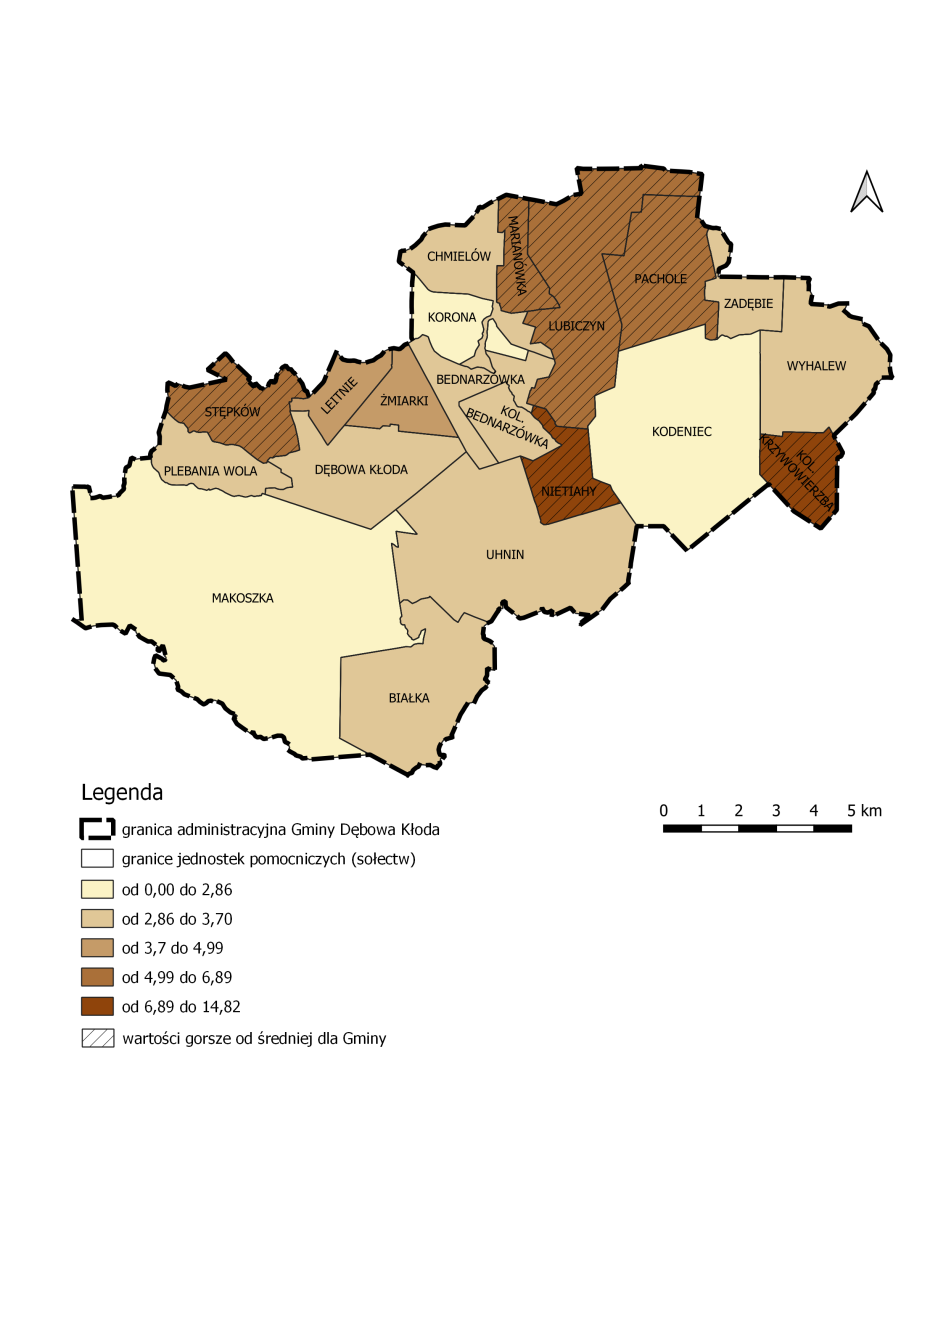 MARIANÓWKA
CHMIELÓW
PACHOLE
ZADĘBIE
KORONA
LUBICZYN
WYHALEW
BEDNARZÓWKA
LEITNIE
ŻMIARKI
STĘPKÓW
KOL.
BEDNARZÓWKA
KODENIEC
PLEBANIA WOLA
DĘBOWA KŁODA
KOL.
KRZYWOWIERZBA
NIETIAHY
UHNIN
MAKOSZKA
BIAŁKA
Legenda
granica administracyjna Gminy Dębowa Kłoda
granice jednostek pomocniczych (sołectw)
od 0,00 do 2,86
od 2,86 do 3,70
od 3,7 do 4,99
od 4,99 do 6,89
od 6,89 do 14,82
wartości gorsze od średniej dla Gminy
0 1 2 3 4 5 km